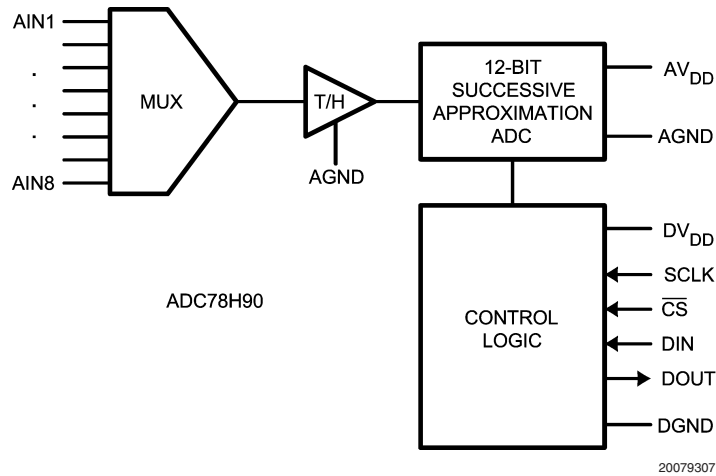 AIN1
.
.
.
AIN8
MUX
T/H
AGND
12-BIT
SUCCESSIVE
APPROXIMATION
ADC
AVDD
AGND
ADC78H90
CONTROL
LOGIC
DVDD
SCLK
C̅S̅
DIN
DOUT
DGND
20079307